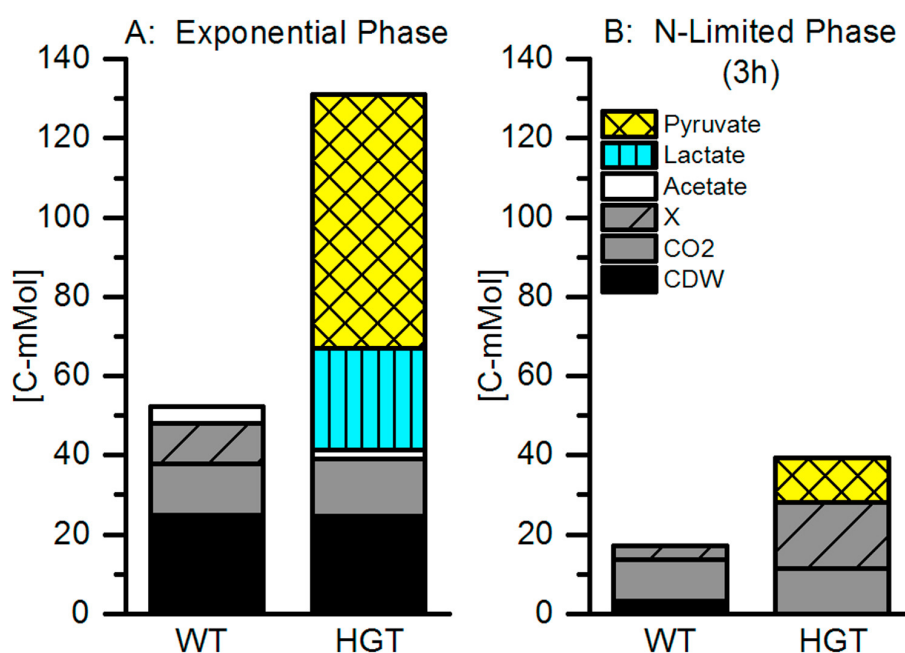 A: Exponential Phase
[C-mMol]
140
120
100
80
60
40
20
0
WT
HGT
B: N-Limited Phase
(3h)
[C-mMol]
140
120
100
80
60
40
20
0
Pyruvate
Lactate
Acetate
X
CO2
CDW
WT
HGT